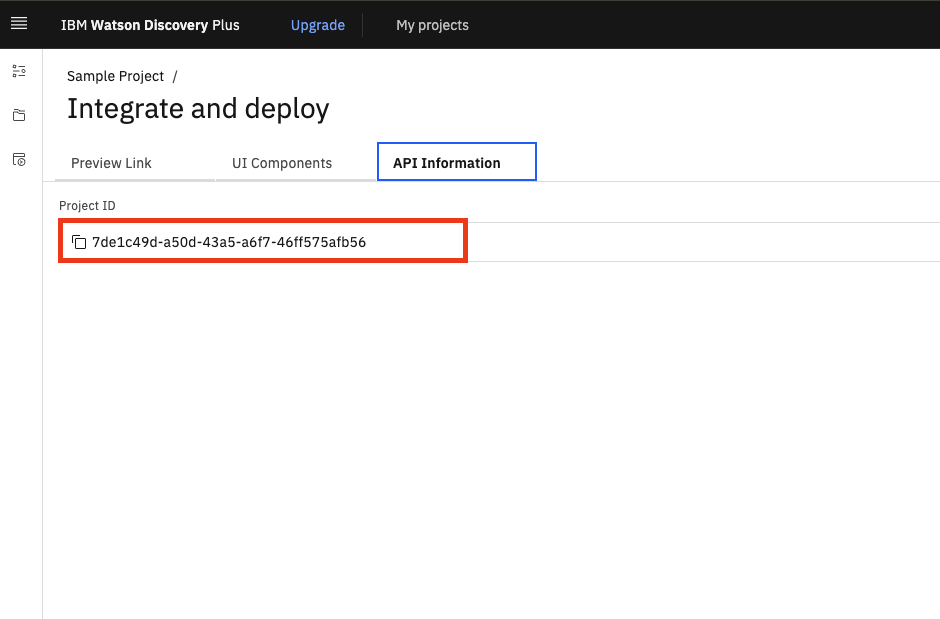 IBM Watson Discovery Plus Upgrade My projects
Sample Project /
Integrate and deploy
Preview Link UI Components API Information
Project ID
7de1c49d-a50d-43a5-a6f7-46ff575afb56